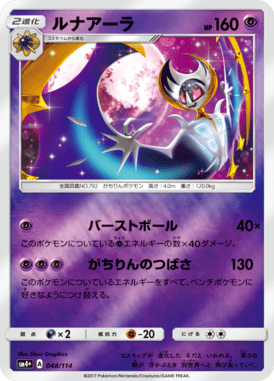 2進化 ルナアーラ HP160
コスモウムから進化
全国図鑑NO.792 がちりんポケモン 高さ：4.0m 重さ：120.0kg
バーストボール 40×
このポケモンについている エネルギーの数×40ダメージ。
がちりんのつばさ 130
このポケモンについているエネルギーをすべて、ベンチポケモンに
好きなようにつけ替える。
弱点 ×2 抵抗力 -20 にげる
illus. Shan Graphics
sm4+ A 048/114
©2017 Pokémon/Nintendo/Creatures/GAME FREAK.